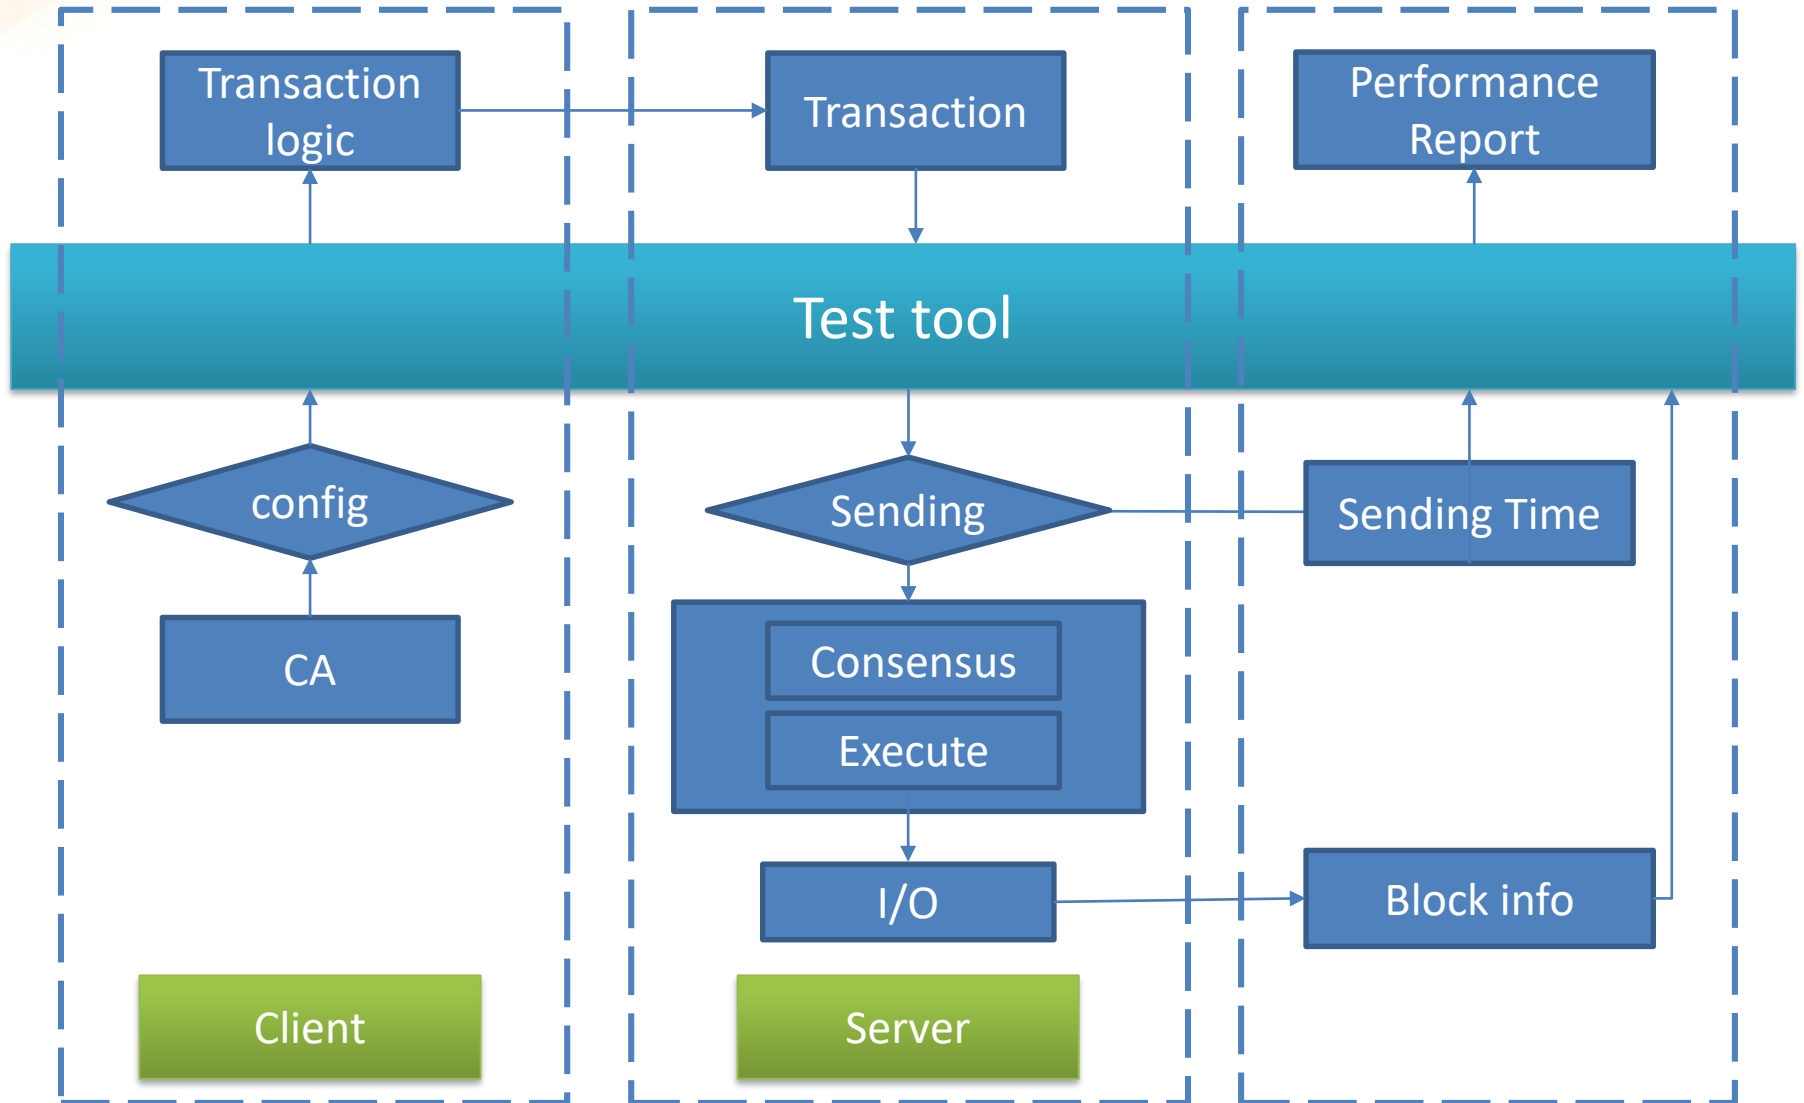 Transaction
logic
Transaction
Performance
Report
Test tool
config
Sending
Sending Time
CA
Consensus
Execute
I/O
Block info
Client
Server